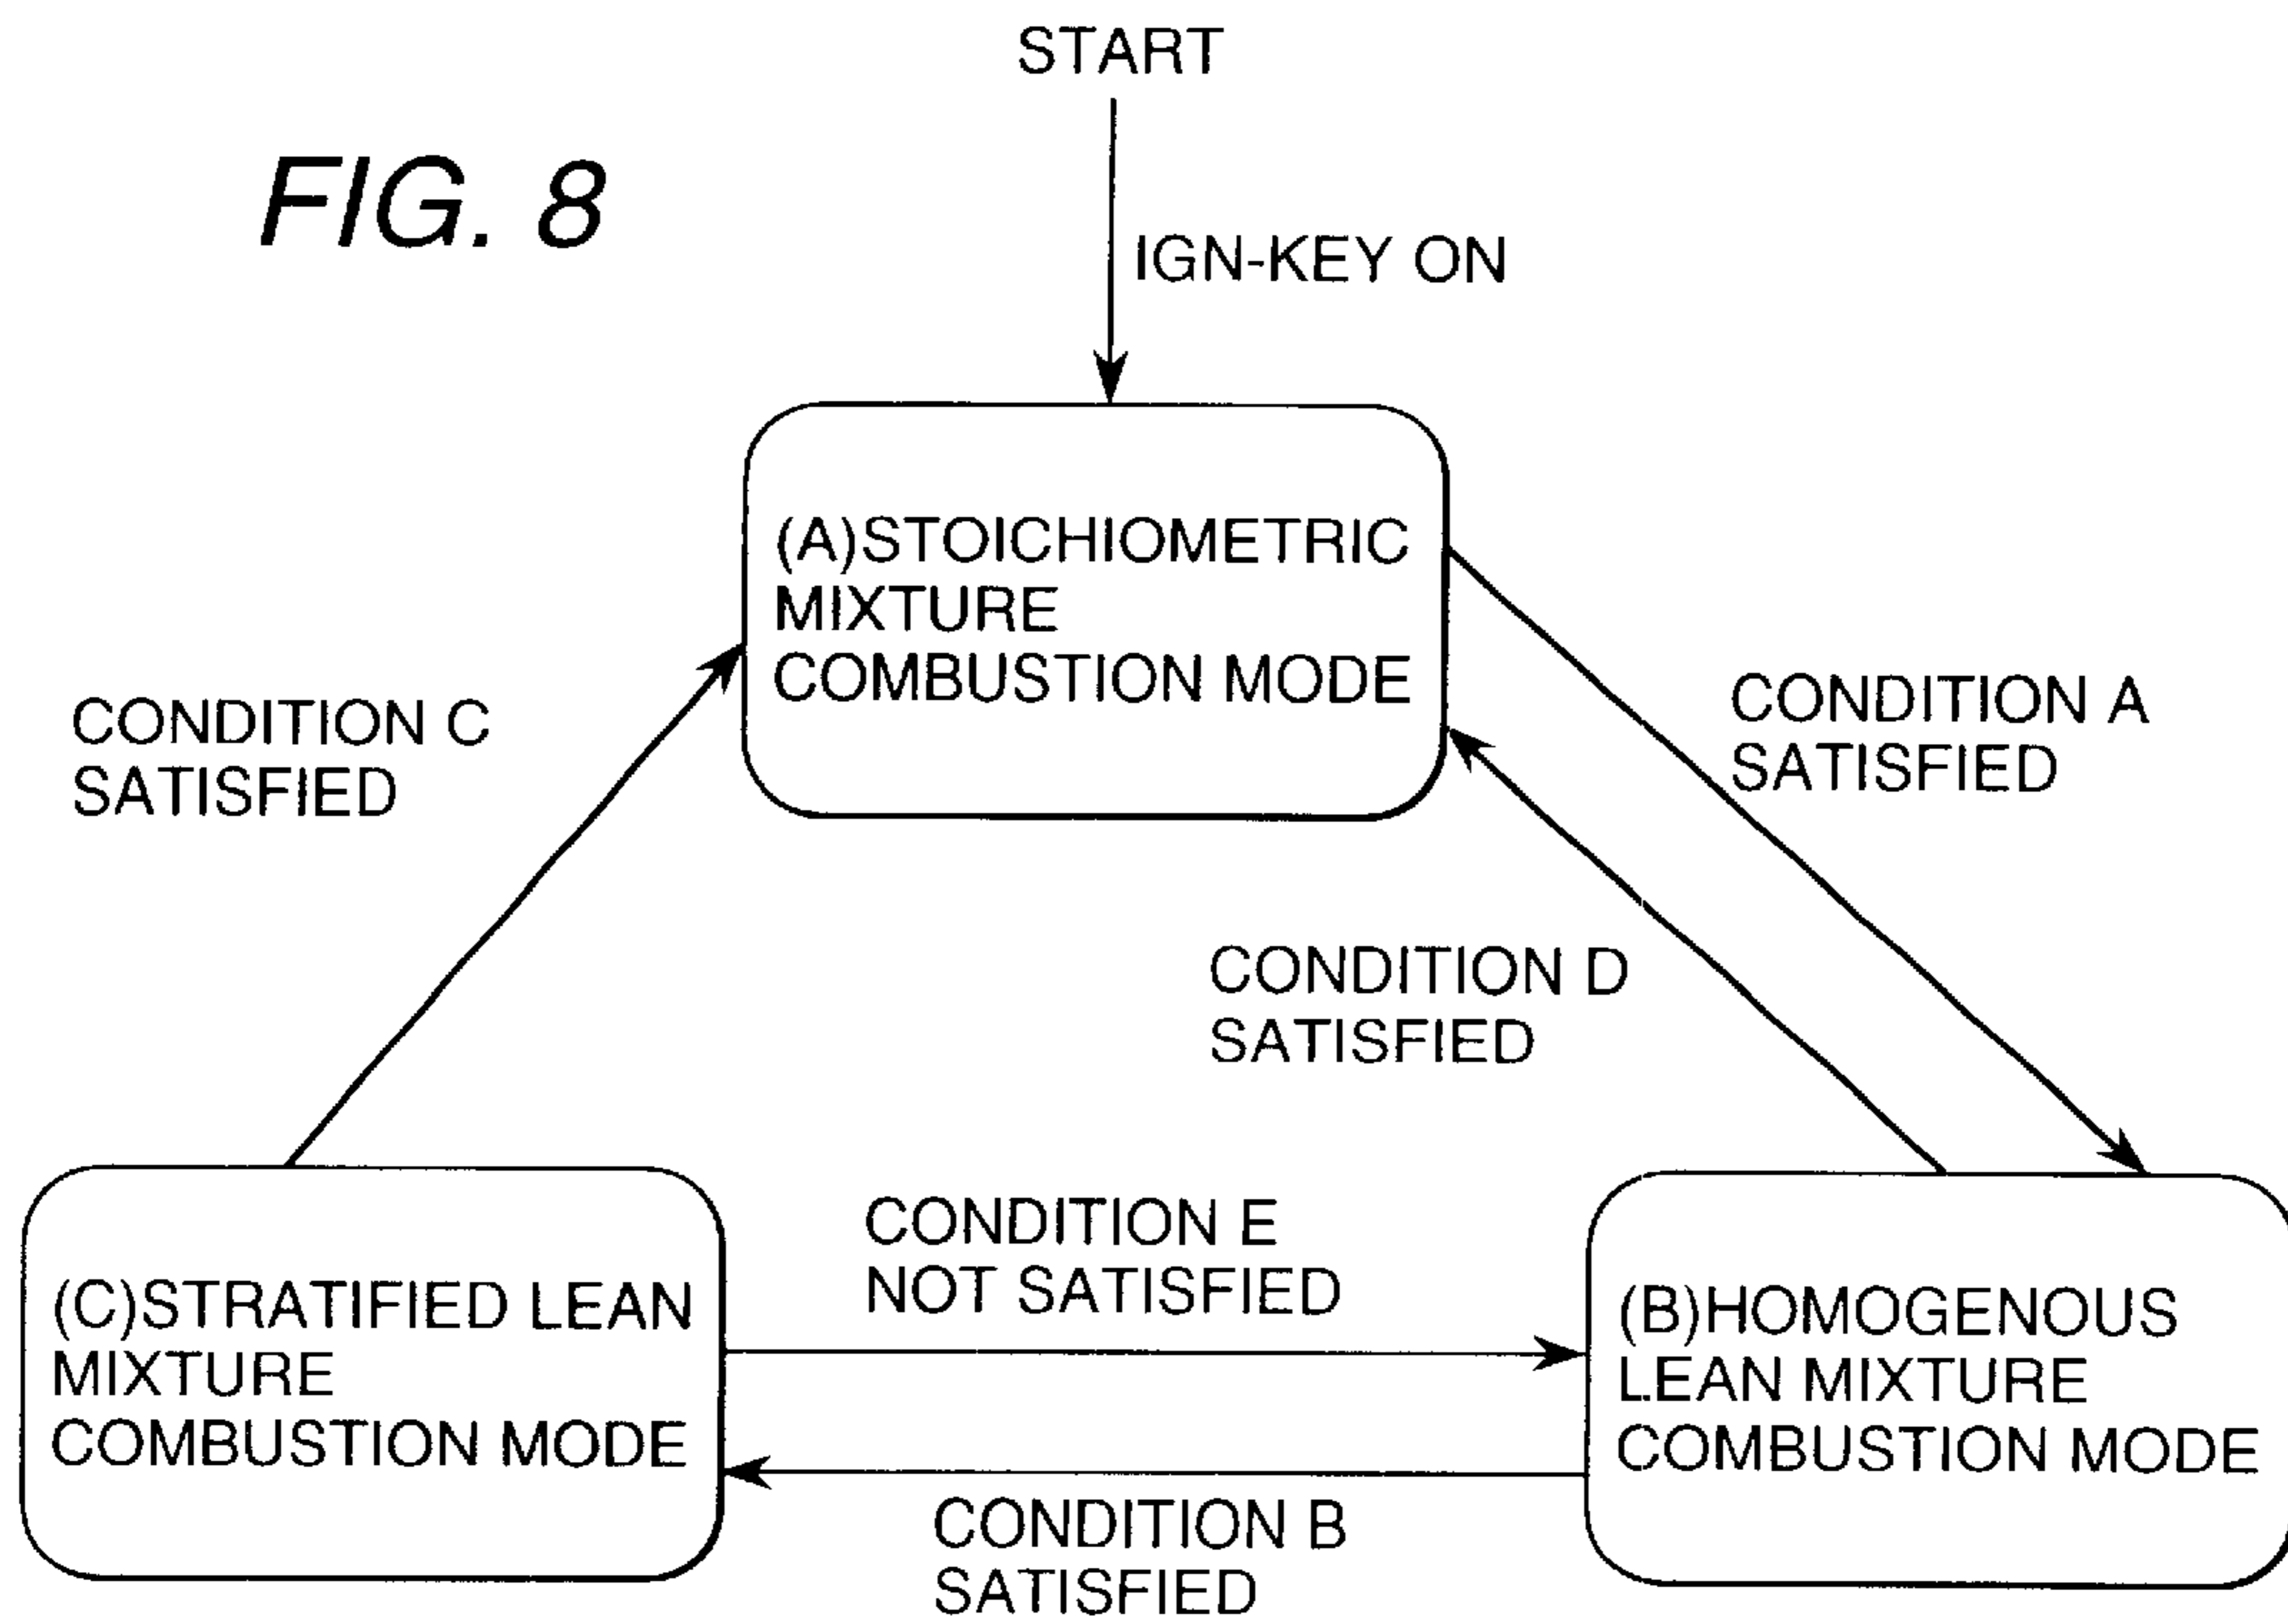 START
FIG. 8
IGN-KEY ON
(A)STOICHIOMETRIC
MIXTURE
COMBUSTION MODE
CONDITION C
SATISFIED
CONDITION A
SATISFIED
CONDITION D
SATISFIED
CONDITION E
NOT SATISFIED
(C)STRATIFIED LEAN
MIXTURE
COMBUSTION MODE
(B)HOMOGENOUS
LEAN MIXTURE
COMBUSTION MODE
CONDITION B
SATISFIED